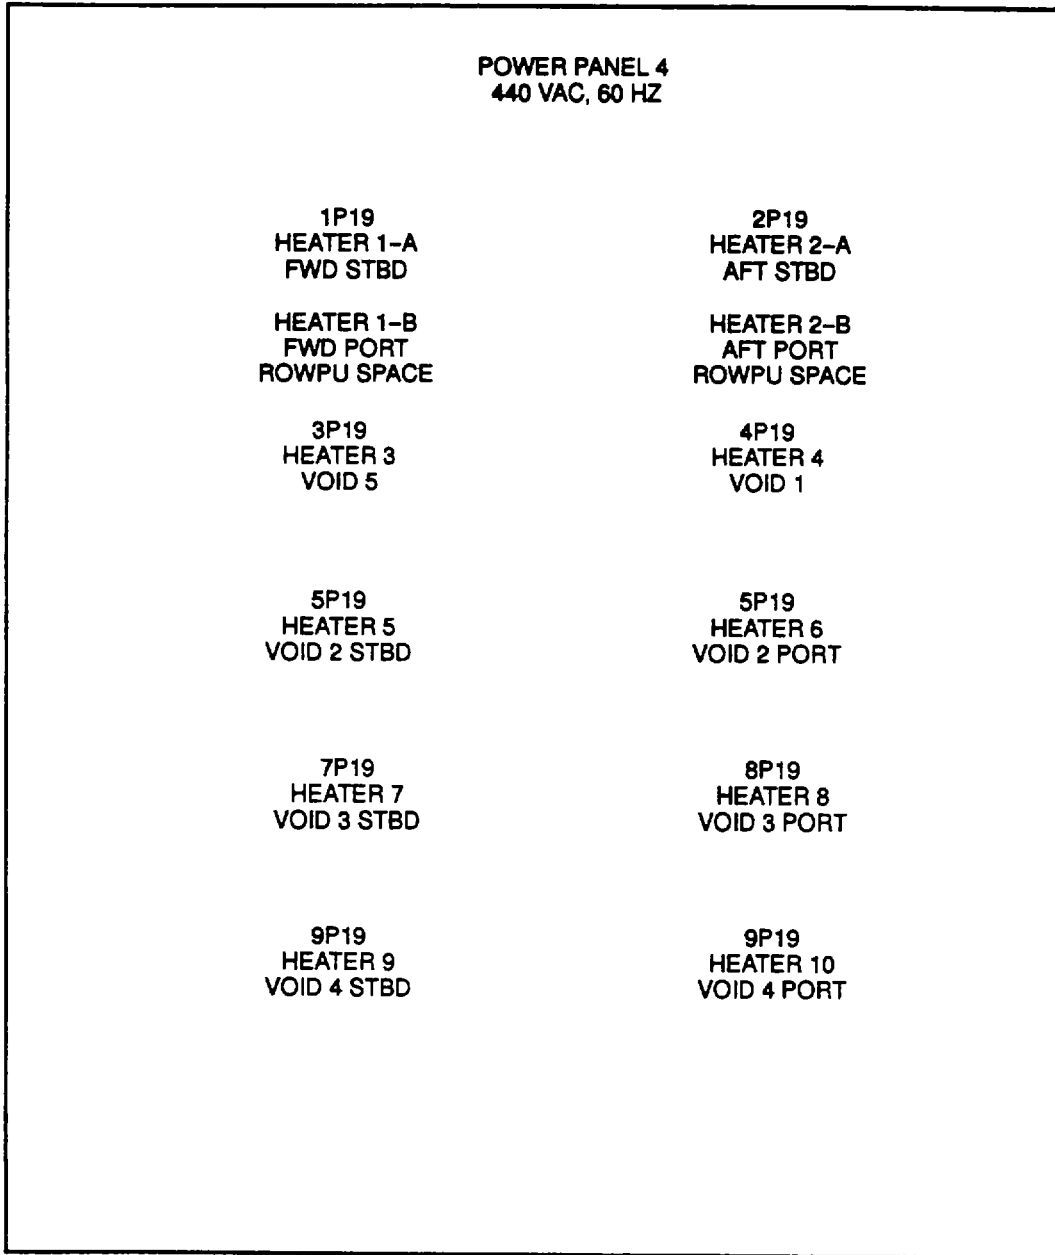 POWER PANEL 4
440 VAC, 60 HZ
1P19
HEATER 1-A
FWD STBD
HEATER 1-B
FWD PORT
ROWPU SPACE
2P19
HEATER 2-A
AFT STBD
HEATER 2-B
AFT PORT
ROWPU SPACE
3P19
HEATER 3
VOID 5
4P19
HEATER 4
VOID 1
5P19
HEATER 5
VOID 2 STBD
5P19
HEATER 6
VOID 2 PORT
7P19
HEATER 7
VOID 3 STBD
8P19
HEATER 8
VOID 3 PORT
9P19
HEATER 9
VOID 4 STBD
9P19
HEATER 10
VOID 4 PORT